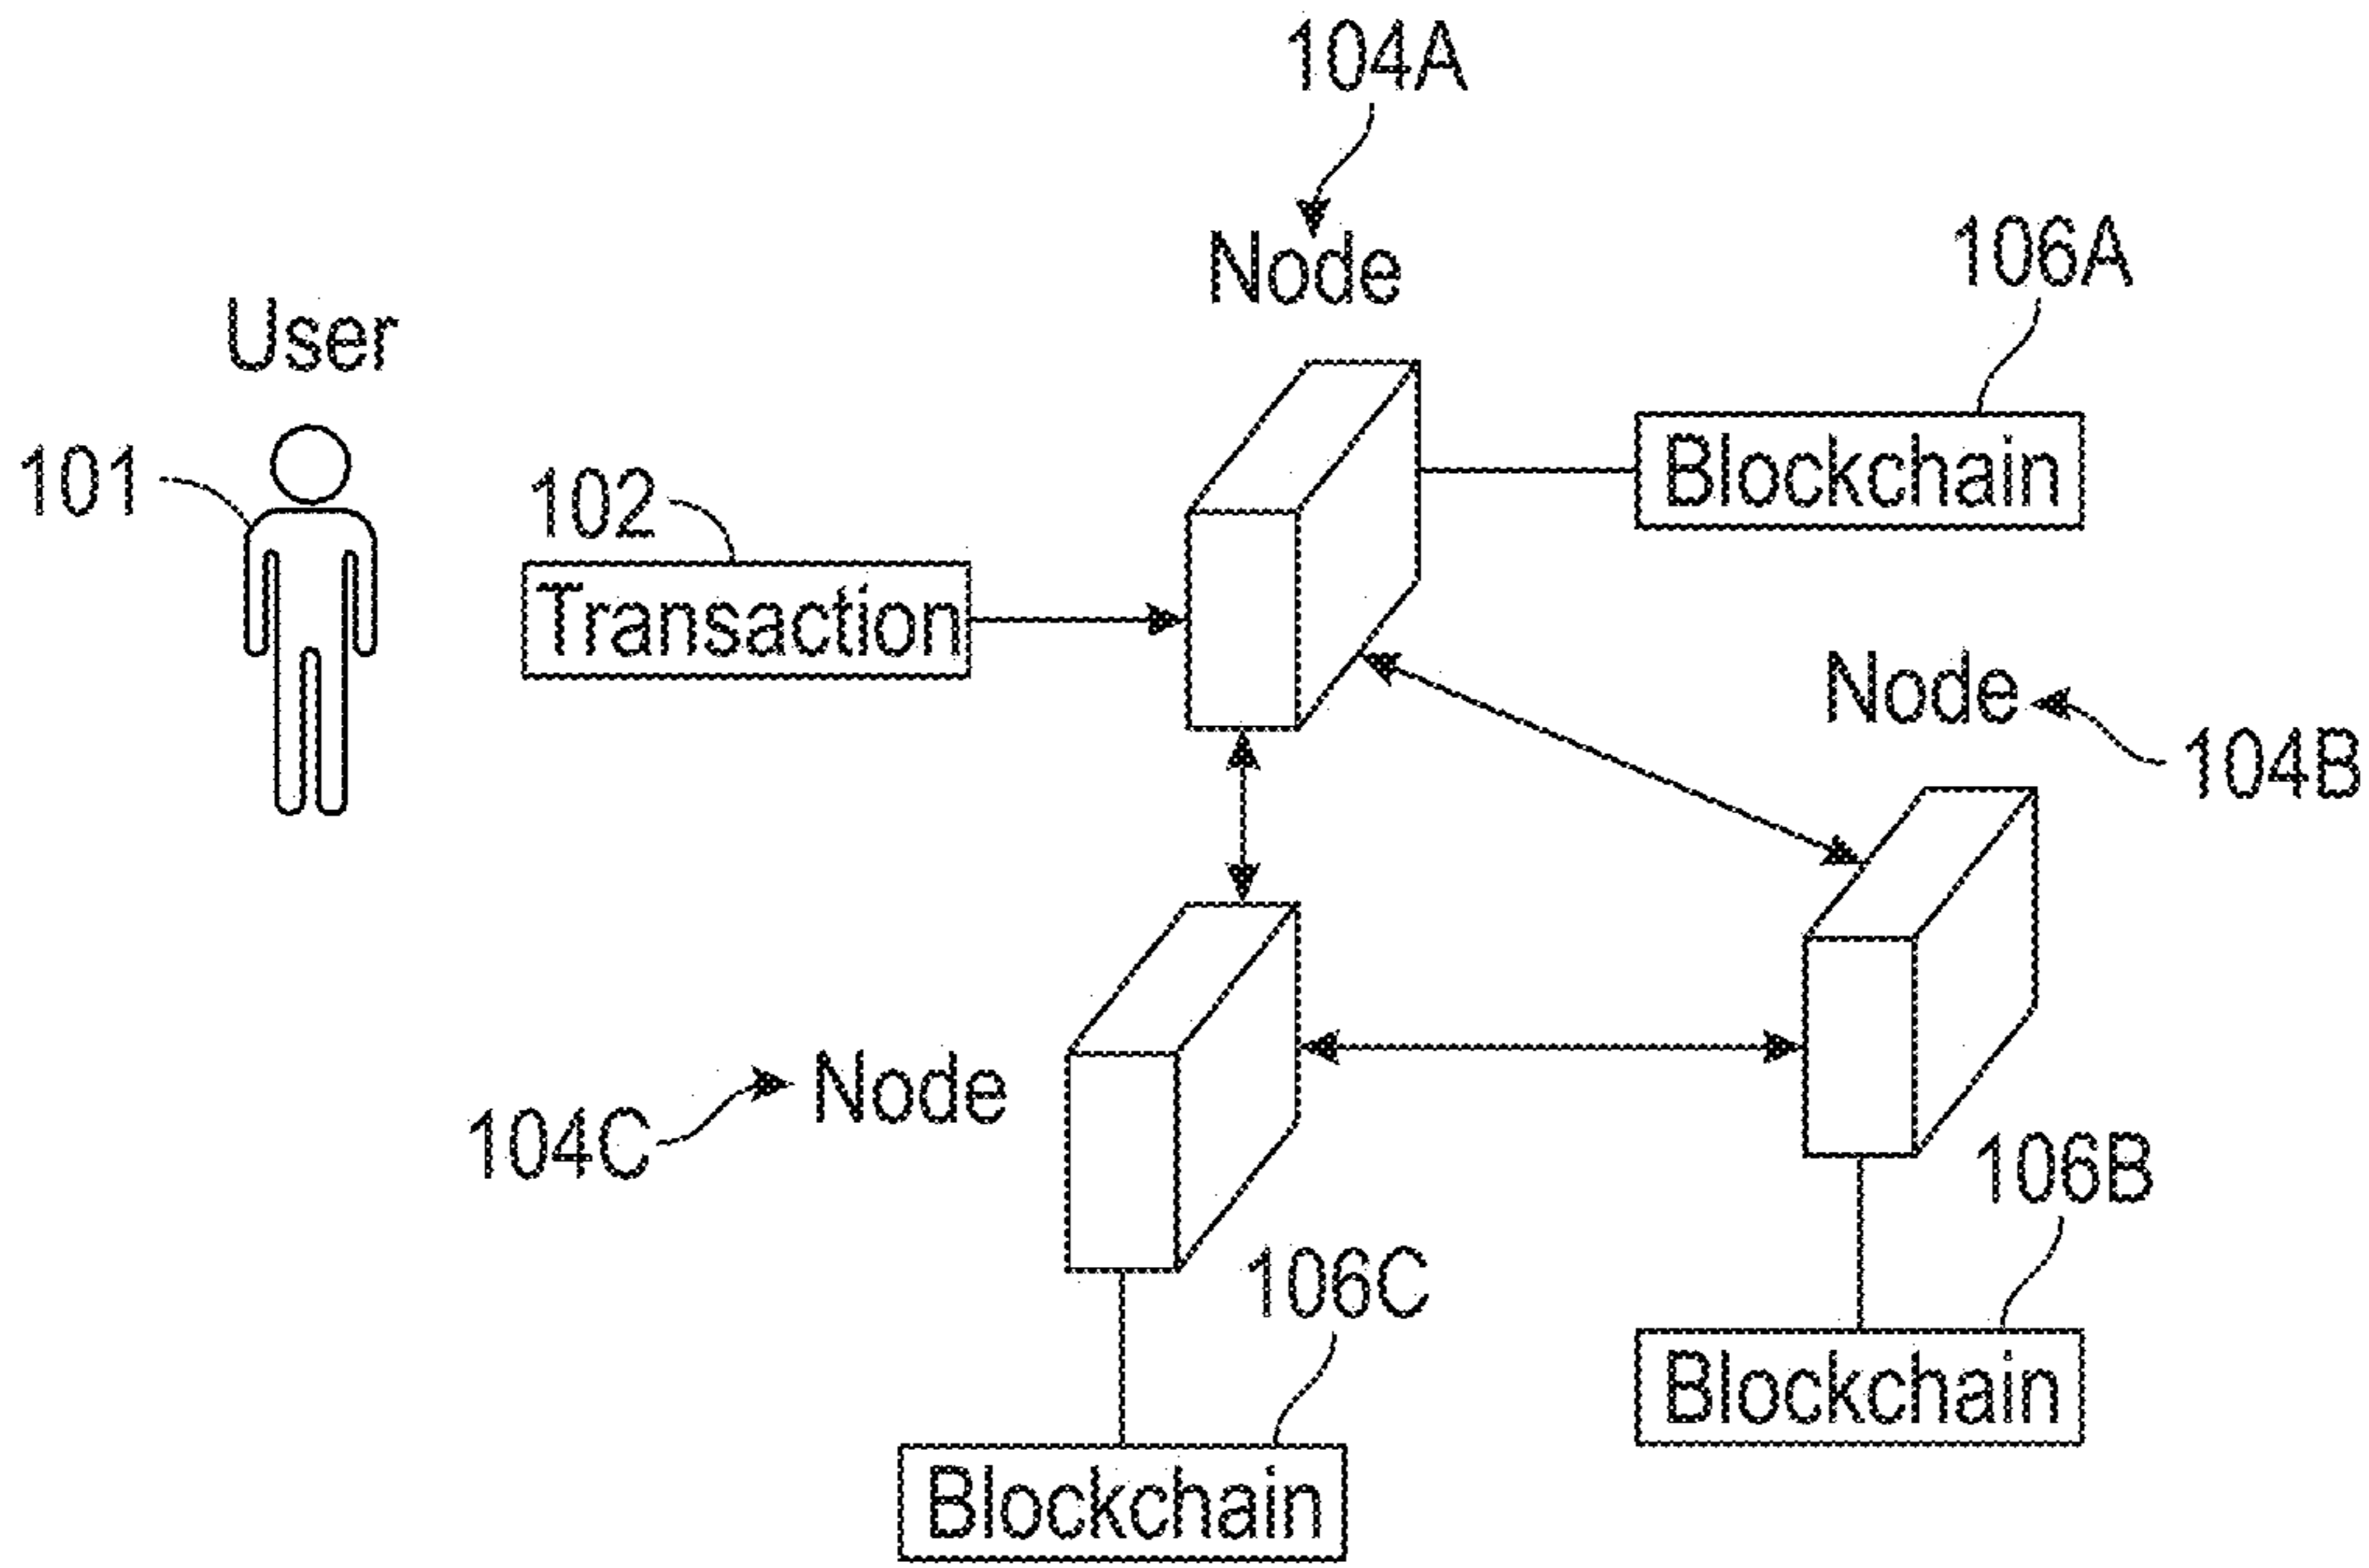 104A
Node
106A
User
Blockchain
101
102
Transaction
Node
104B
Node
104C
106B
106C
Blockchain
Blockchain